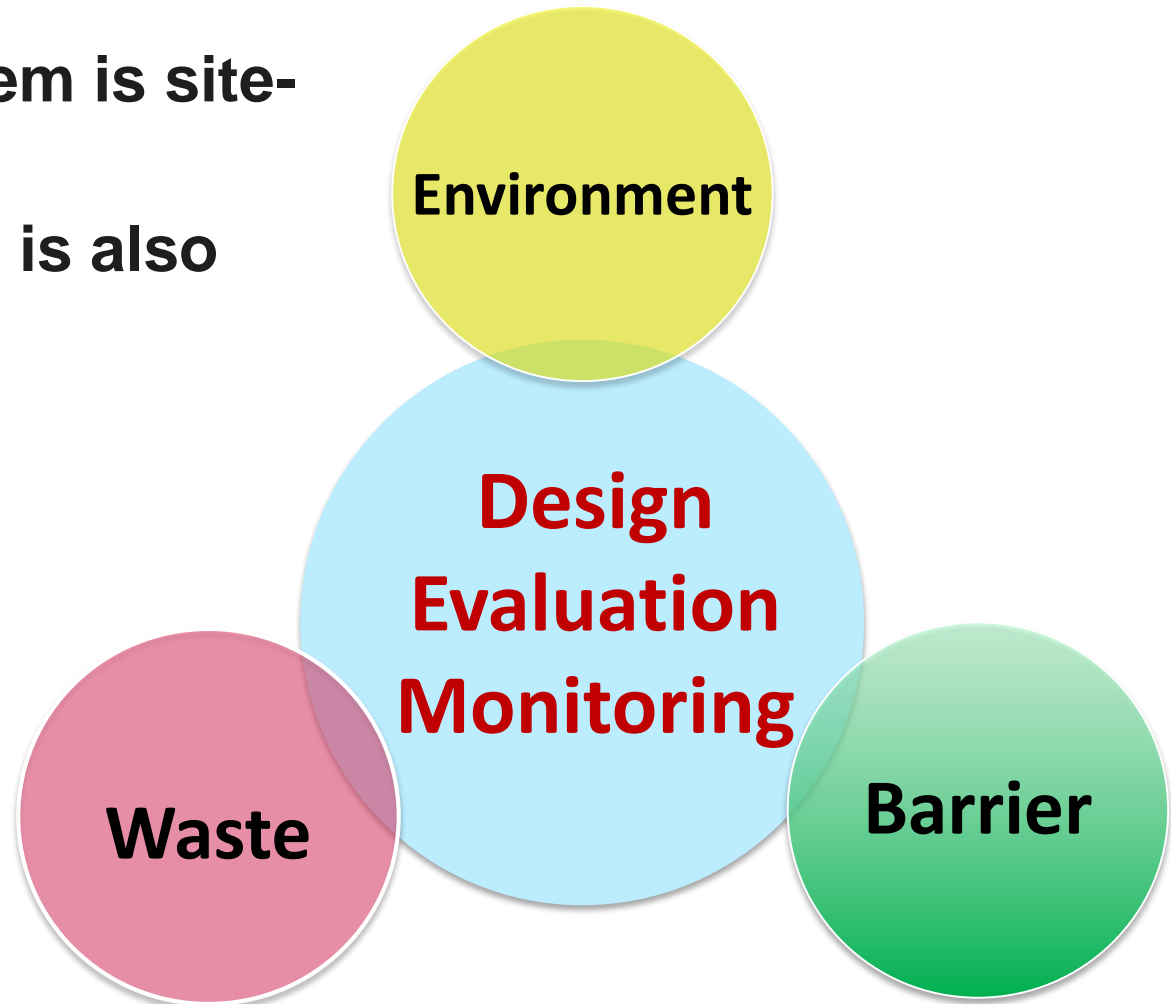 em is site-
is also
Environment
Design
Evaluation
Monitoring
Waste
Barrier